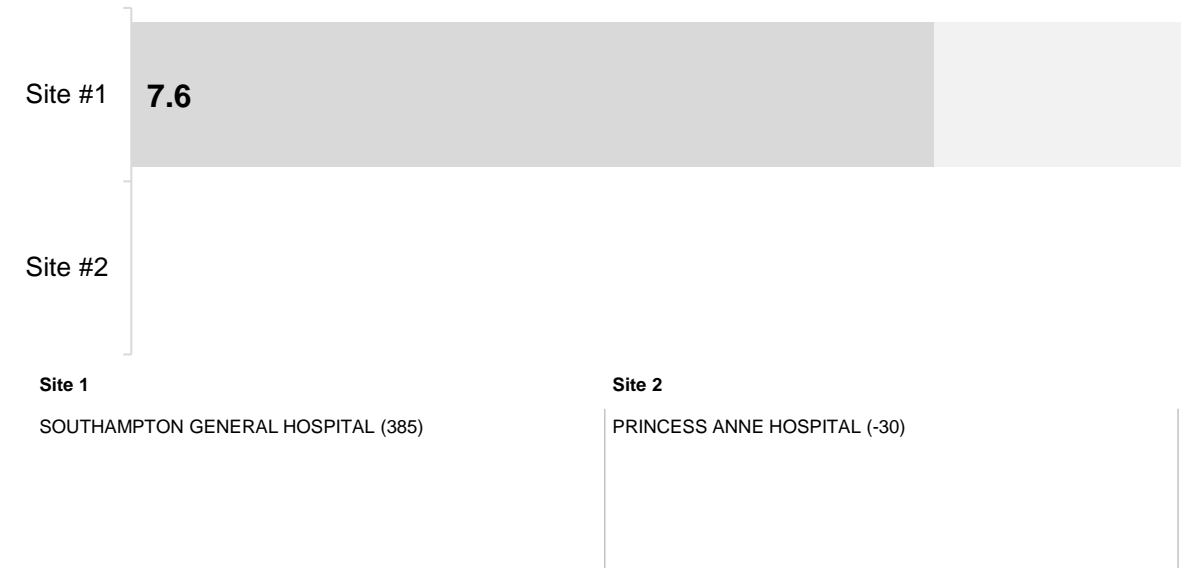 Site #1
7.6
Site #2
Site 1
Site 2
SOUTHAMPTON GENERAL HOSPITAL (385)
PRINCESS ANNE HOSPITAL (-30)